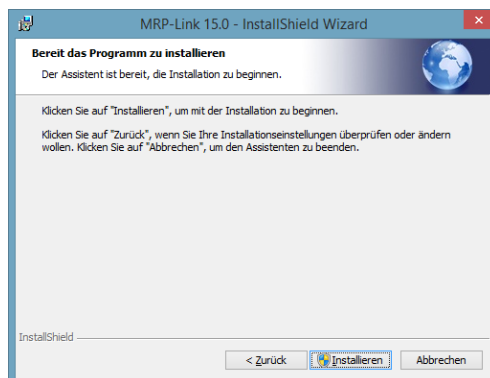 MRP-Link 15.0 - InstallShield Wizard
Bereit das Programm zu installieren
Der Assistent ist bereit, die Installation zu beginnen.
Klicken Sie auf "Installieren", um mit der Installation zu beginnen.
Klicken Sie auf "Zurück", wenn Sie Ihre Installationseinstellungen überprüfen oder ändern
wollen. Klicken Sie auf "Abbrechen", um den Assistenten zu beenden.
InstallShield
< Zurück Installieren Abbrechen